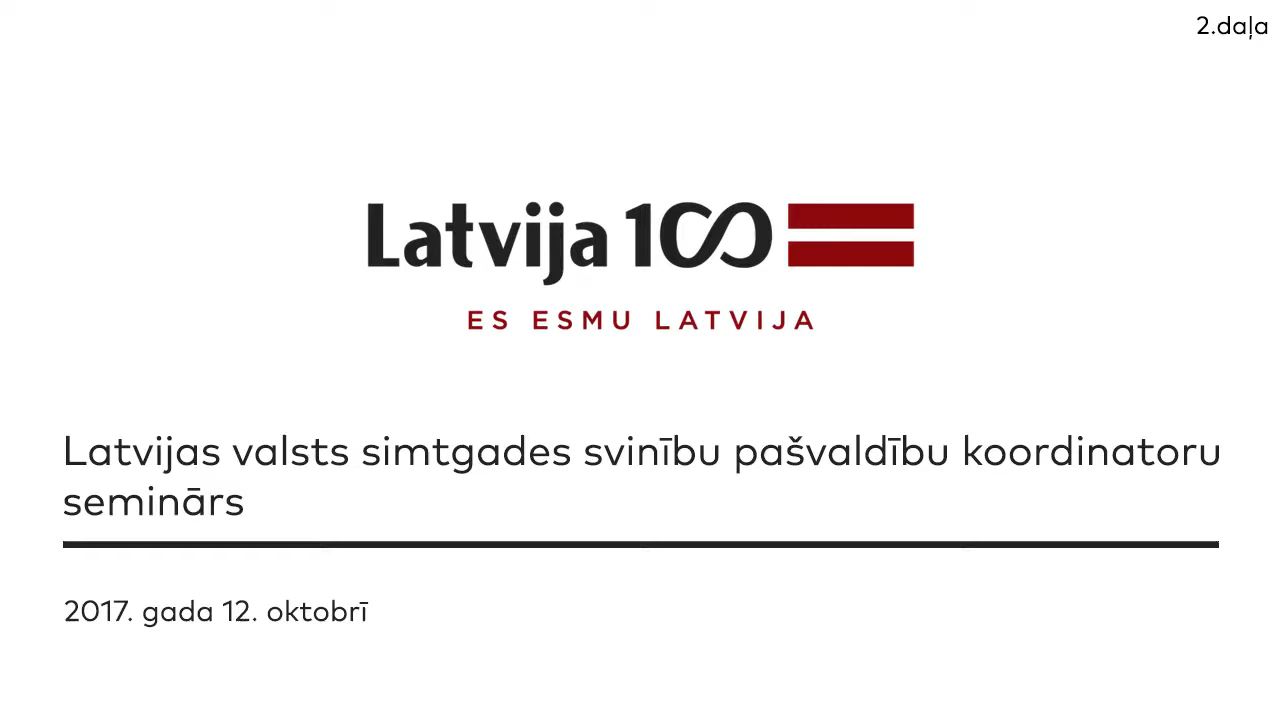 2.daļa
Latvija 100
ES ESMU LATVIJA
Latvijas valsts simtgades svinību pašvaldību koordinatoru
seminārs
2017. gada 12. oktobrī